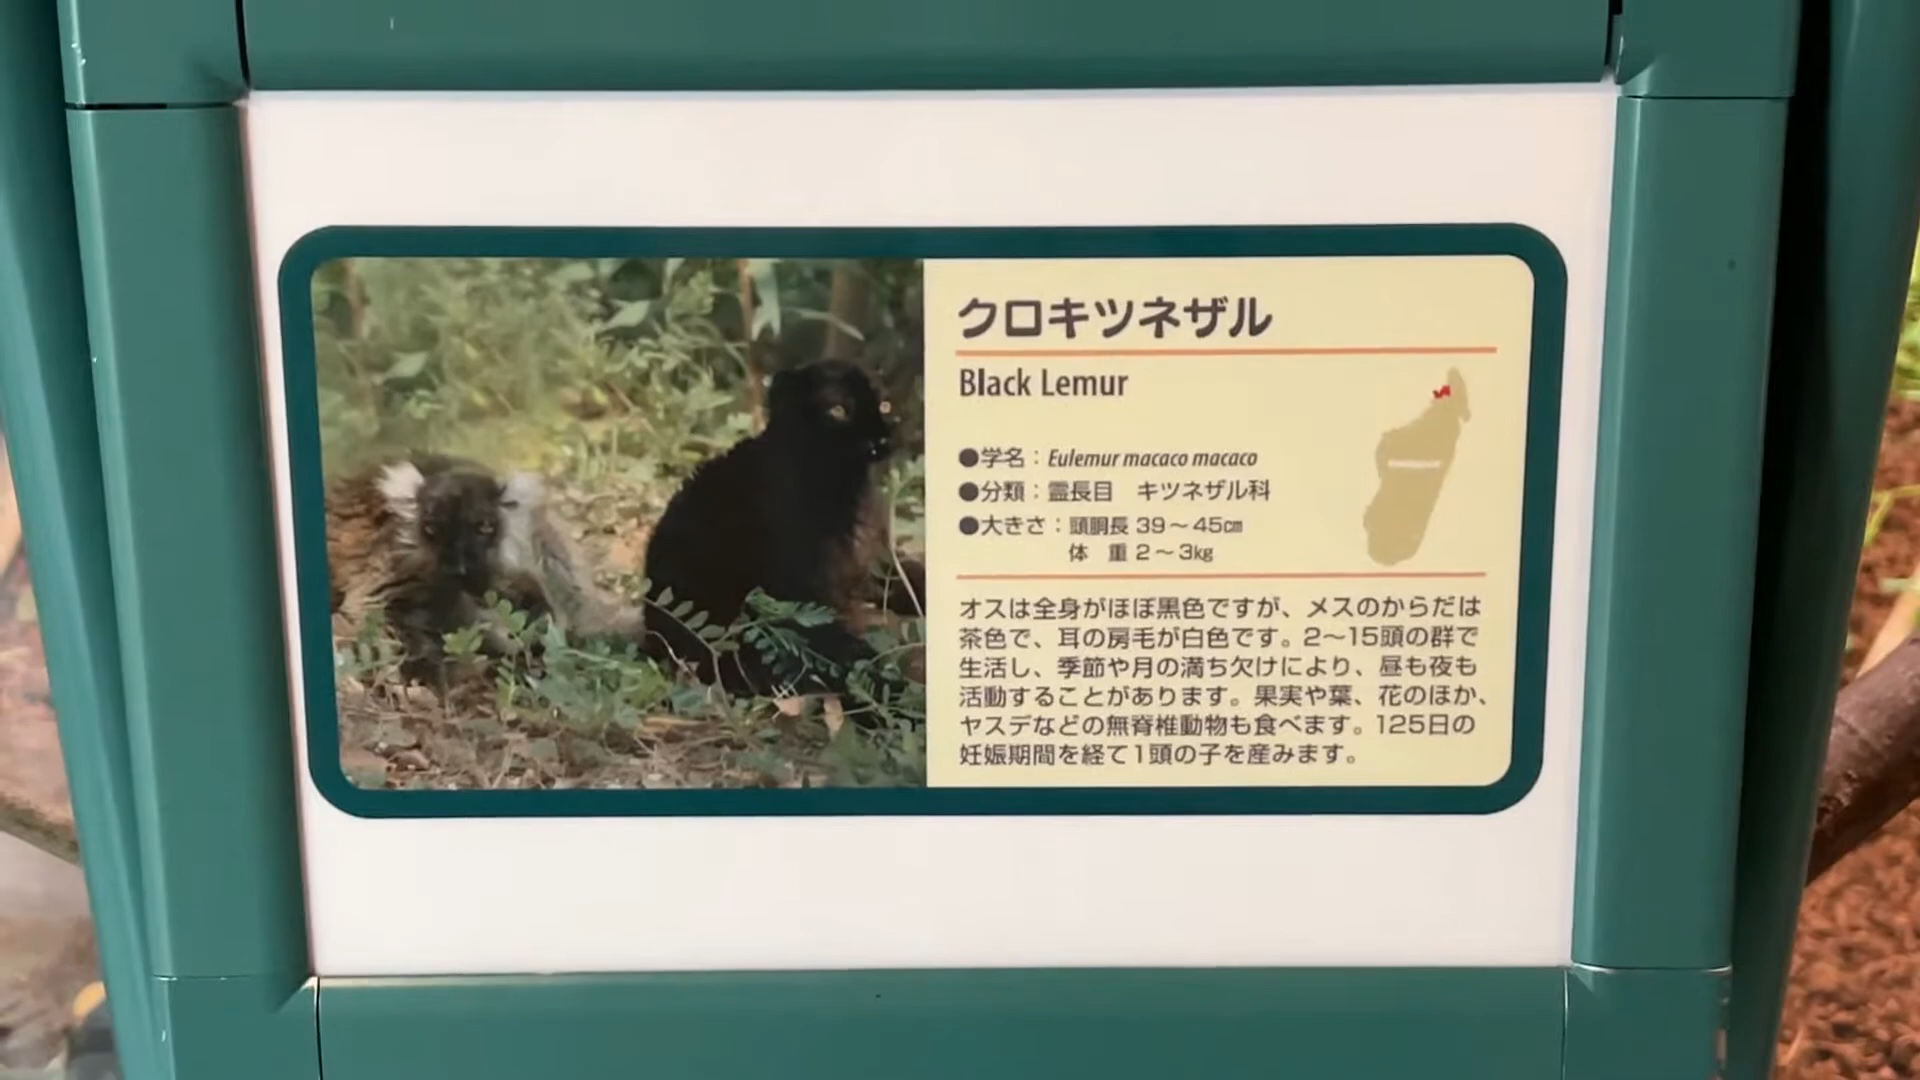 クロキツネザル
Black Lemur
●学名：Eulemur macaco macaco
●分類：霊長目　キツネザル科
●大きさ：頭胴長 39～45㎝
体　重 2～3㎏
オスは全身がほぼ黒色ですが、メスのからだは
茶色で、耳の房毛が白色です。2～15頭の群で
生活し、季節や月の満ち欠けにより、昼も夜も
活動することがあります。果実や葉、花のほか、
ヤスデなどの無脊椎動物も食べます。125日の
妊娠期間を経て1頭の子を産みます。